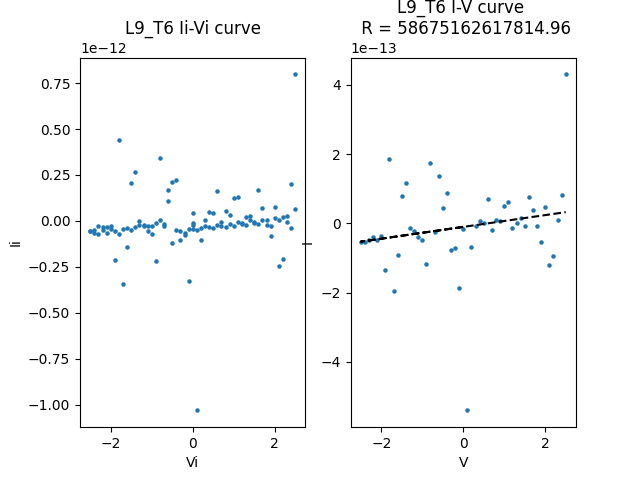 L9_T6 Ii-Vi curve
L9_T6 I-V curve
R = 58675162617814.96
1e−12
1e−13
0.75
0.50
0.25
0.00
−0.25
−0.50
−0.75
−1.00
Ii
−2
0
2
Vi
4
2
0
−2
−4
I
−2
0
2
V